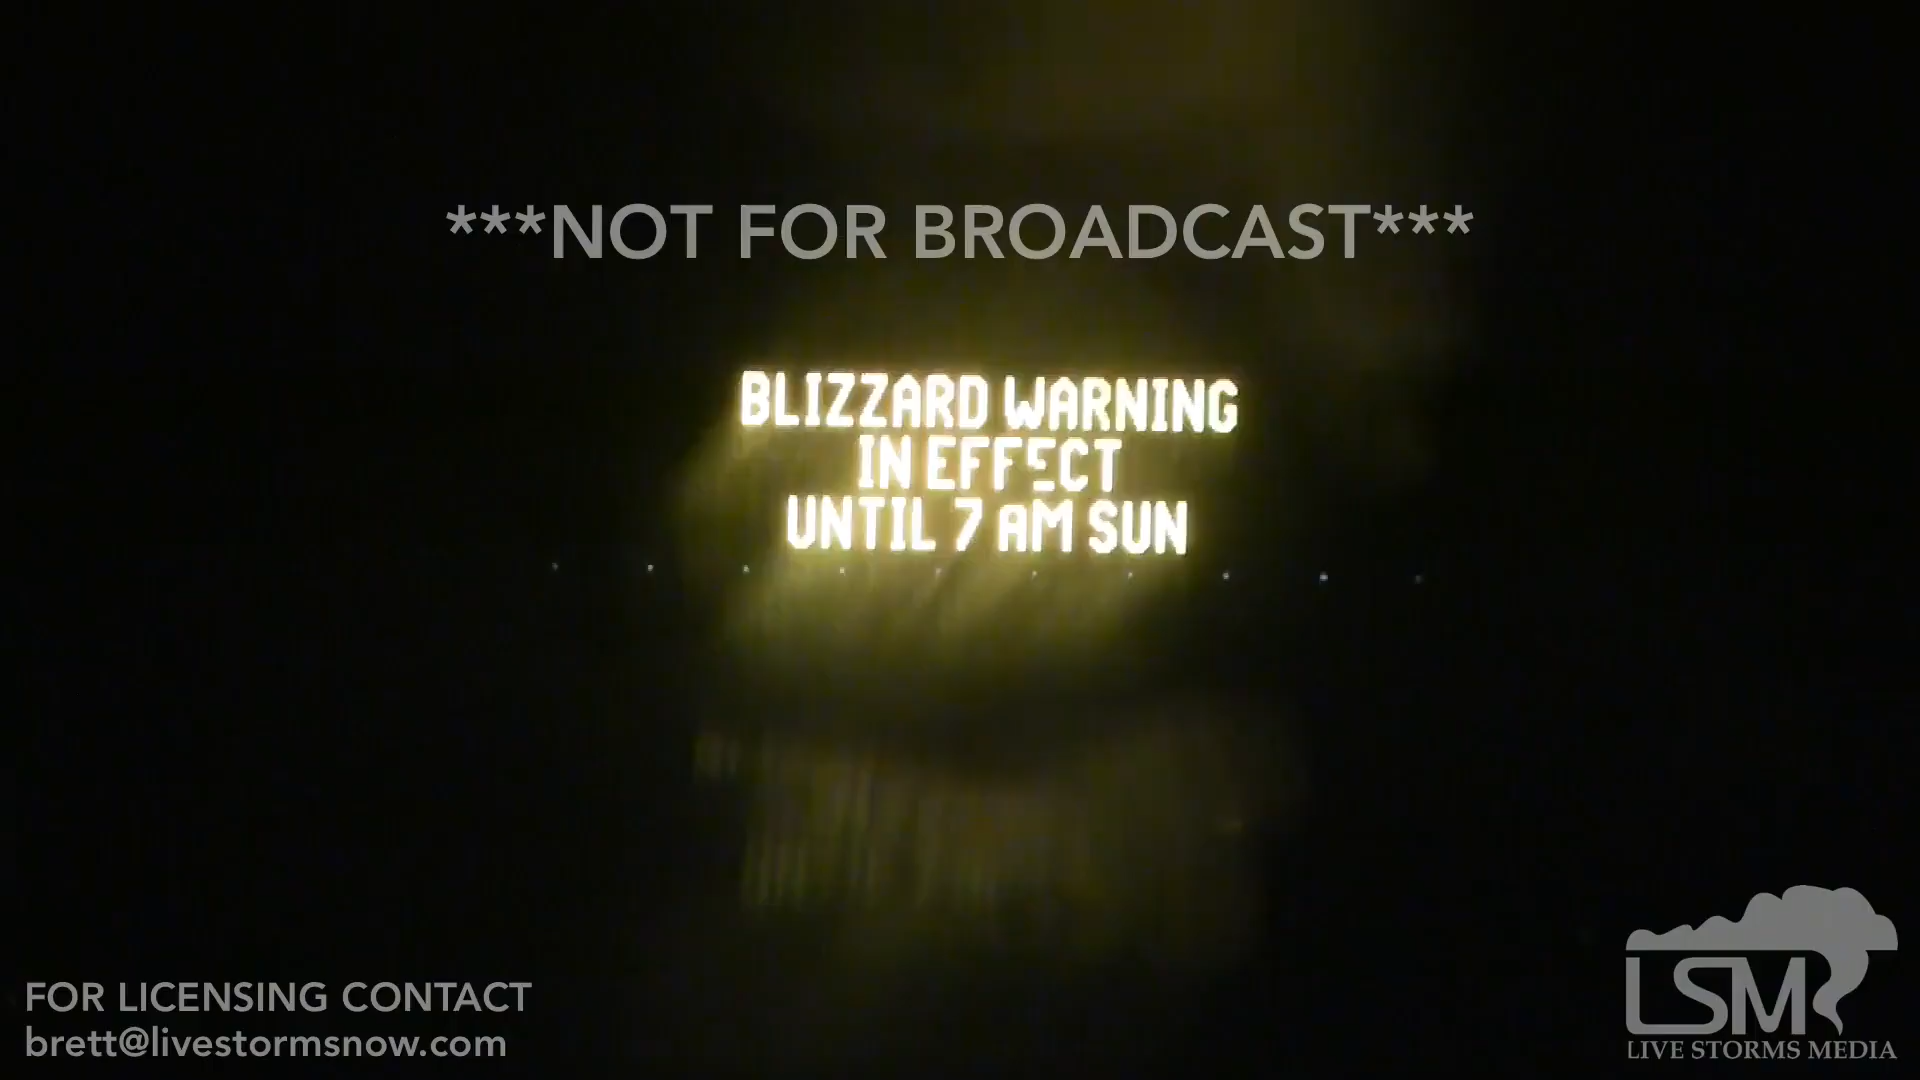 ***NOT FOR BROADCAST***
BLIZZARD WARNING
IN EFFECT
UNTIL 7 AM SUN
FOR LICENSING CONTACT
brett@livestormsnow.com
LSM
LIVE STORMS MEDIA